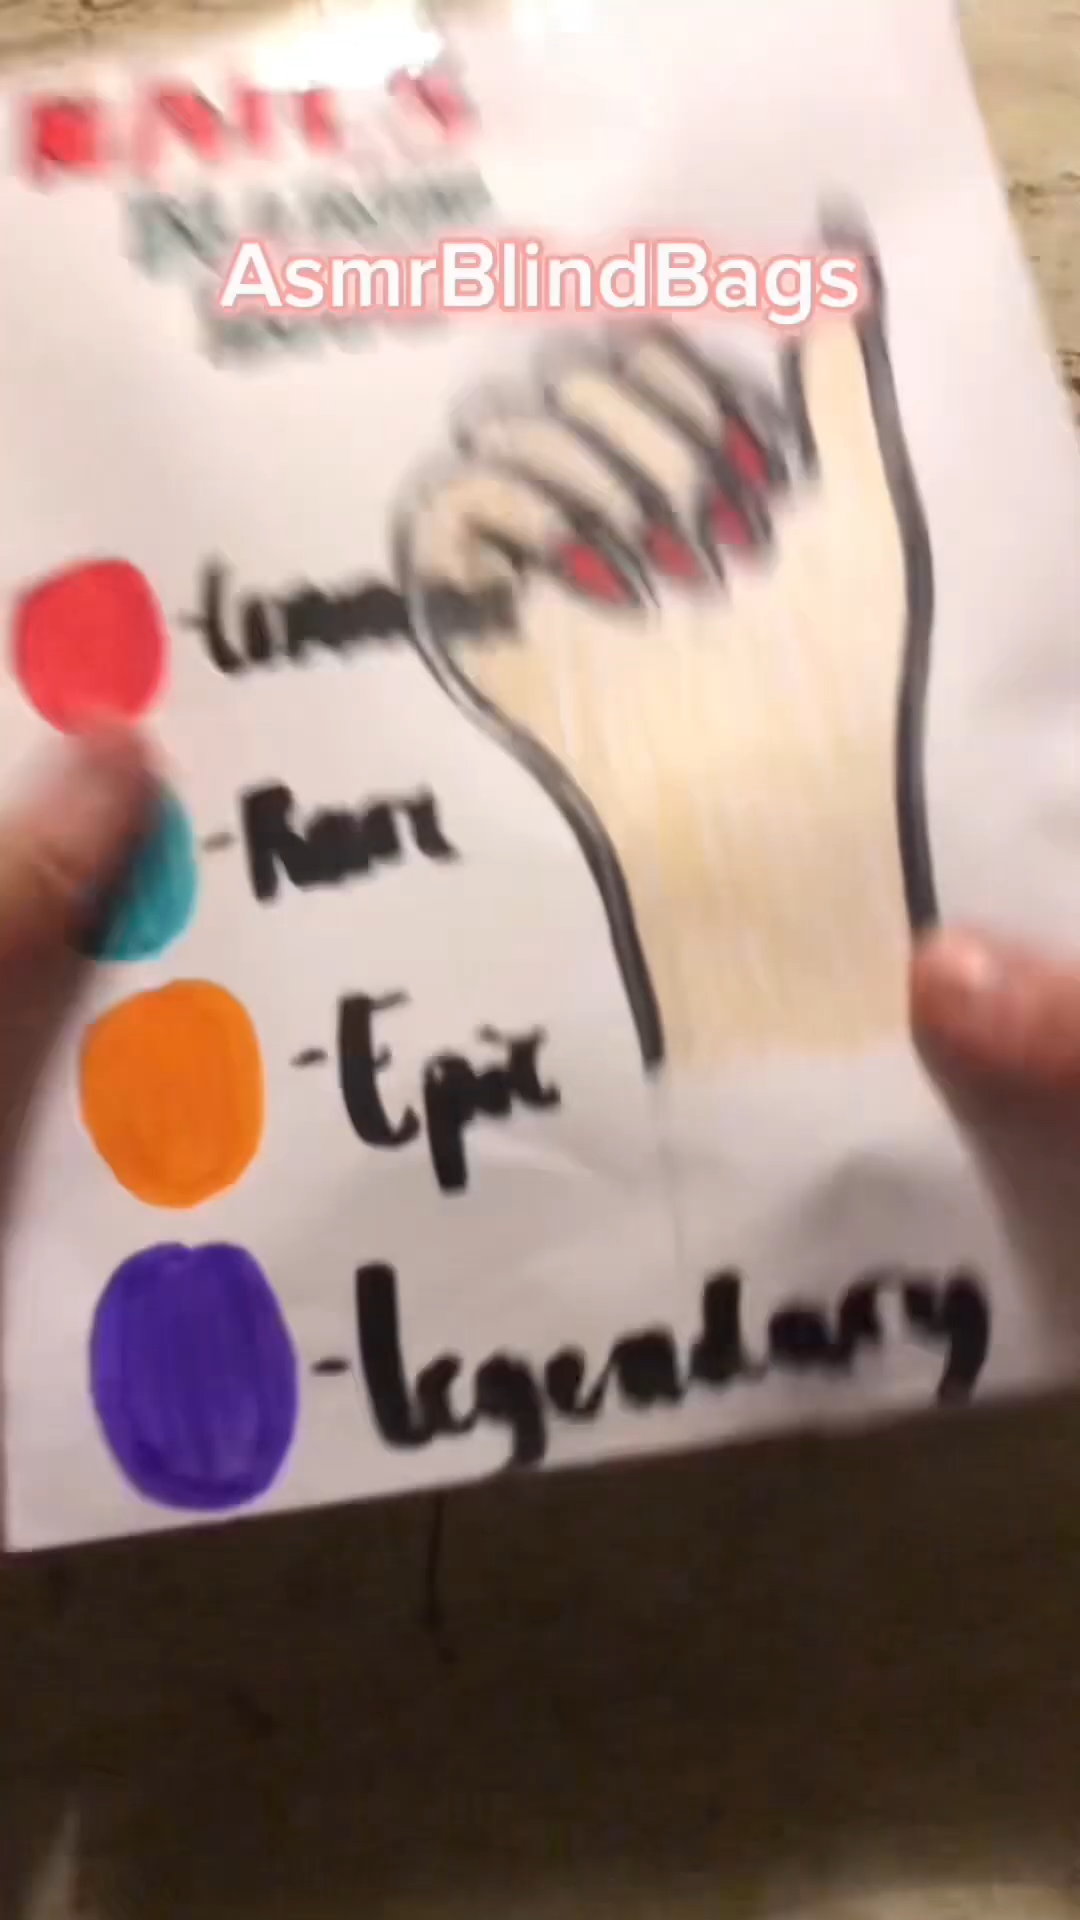 AsmrBlindBags
- Common
- Rare
- Epic
- Legendary